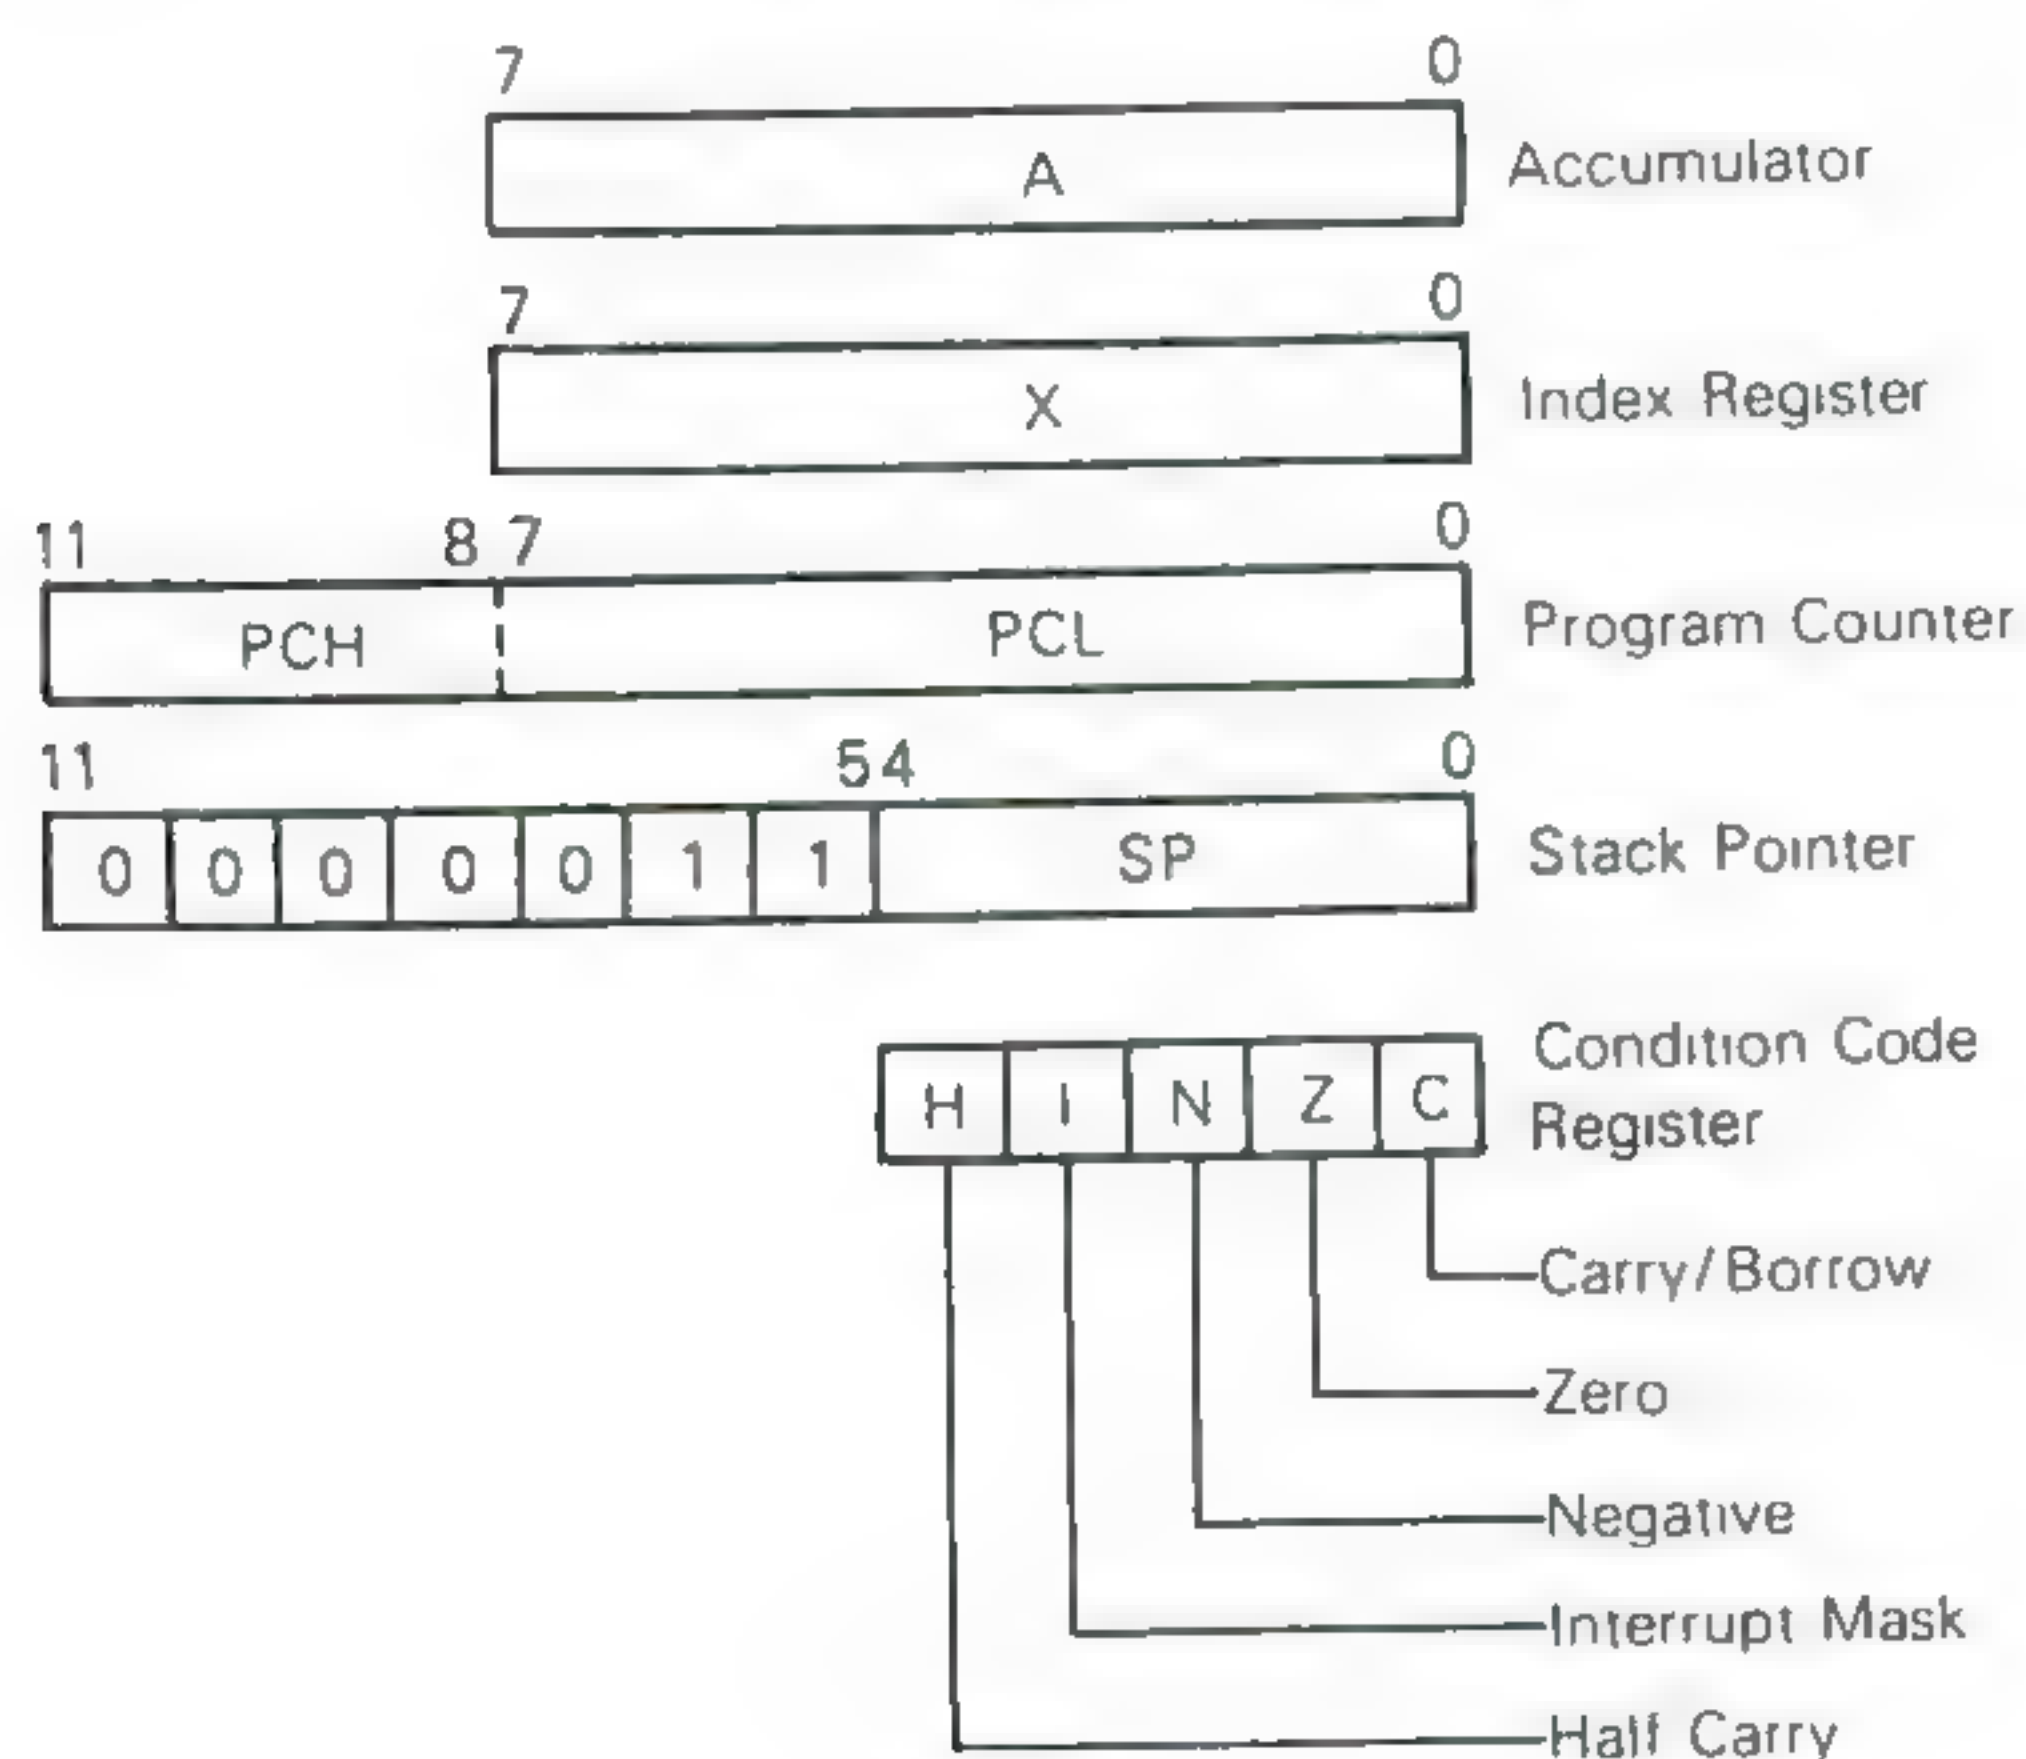 7 0
A Accumulator
7 0
X Index Register
11 8 7 0
PCH PCL Program Counter
11 5 4 0
0 0 0 0 0 1 1 SP Stack Pointer
H I N Z C Condition Code
Register
Carry/Borrow
Zero
Negative
Interrupt Mask
Half Carry